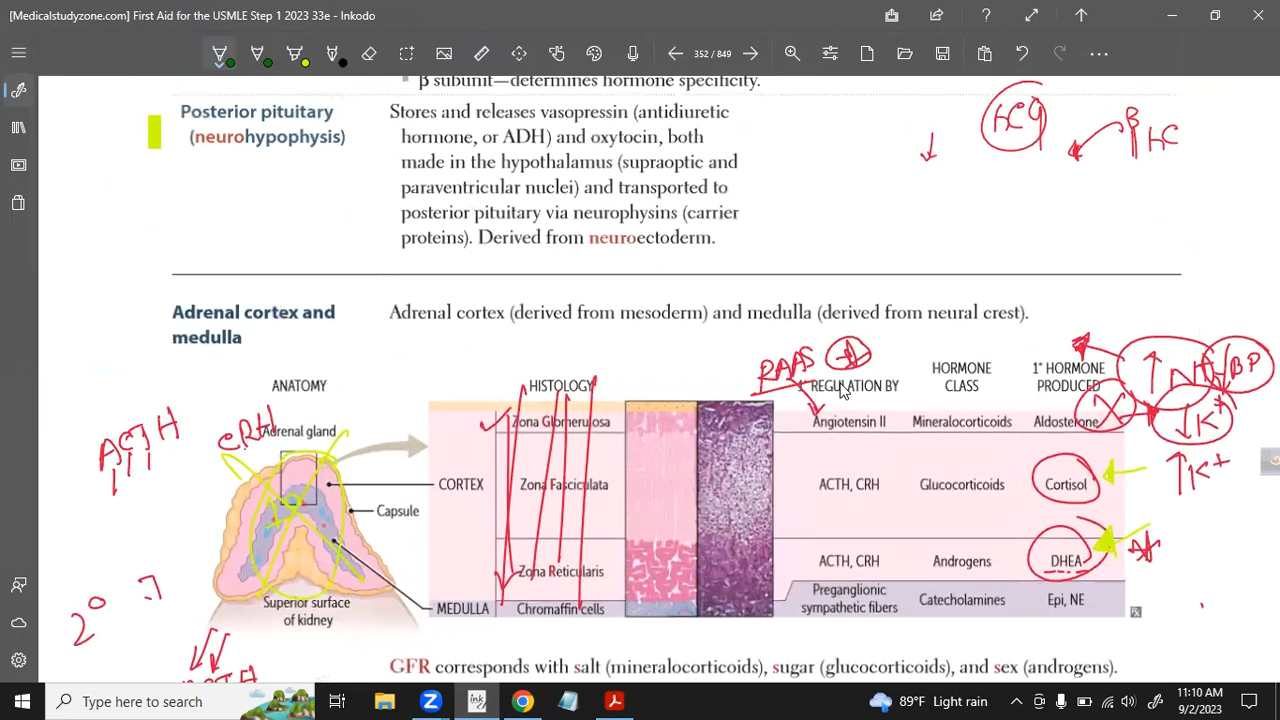 [Medicalstudyzone.com] First Aid for the USMLE Step 1 2023 33e - Inkodo
352 / 849
β subunit—determines hormone specificity.
Posterior pituitary
(neurohypophysis)
Stores and releases vasopressin (antidiuretic
hormone, or ADH) and oxytocin, both
made in the hypothalamus (supraoptic and
paraventricular nuclei) and transported to
posterior pituitary via neurophysins (carrier
proteins). Derived from neuroectoderm.
hCG
β hC
Adrenal cortex and
medulla
Adrenal cortex (derived from mesoderm) and medulla (derived from neural crest).
RAAS
ANATOMY
HISTOLOGY
1° REGULATION BY
HORMONE
CLASS
1° HORMONE
PRODUCED
↑ Na/BP
↓K+
↑K+
ACTH
CRH
Adrenal gland
CORTEX
Capsule
MEDULLA
Superior surface
of kidney
2°
Zona Glomerulosa
Angiotensin II
Mineralocorticoids
Aldosterone
Zona Fasciculata
ACTH, CRH
Glucocorticoids
Cortisol
Zona Reticularis
ACTH, CRH
Androgens
DHEA
Chromaffin cells
Preganglionic
sympathetic fibers
Catecholamines
Epi, NE
GFR corresponds with salt (mineralocorticoids), sugar (glucocorticoids), and sex (androgens).
Type here to search
89°F Light rain
11:10 AM
9/2/2023